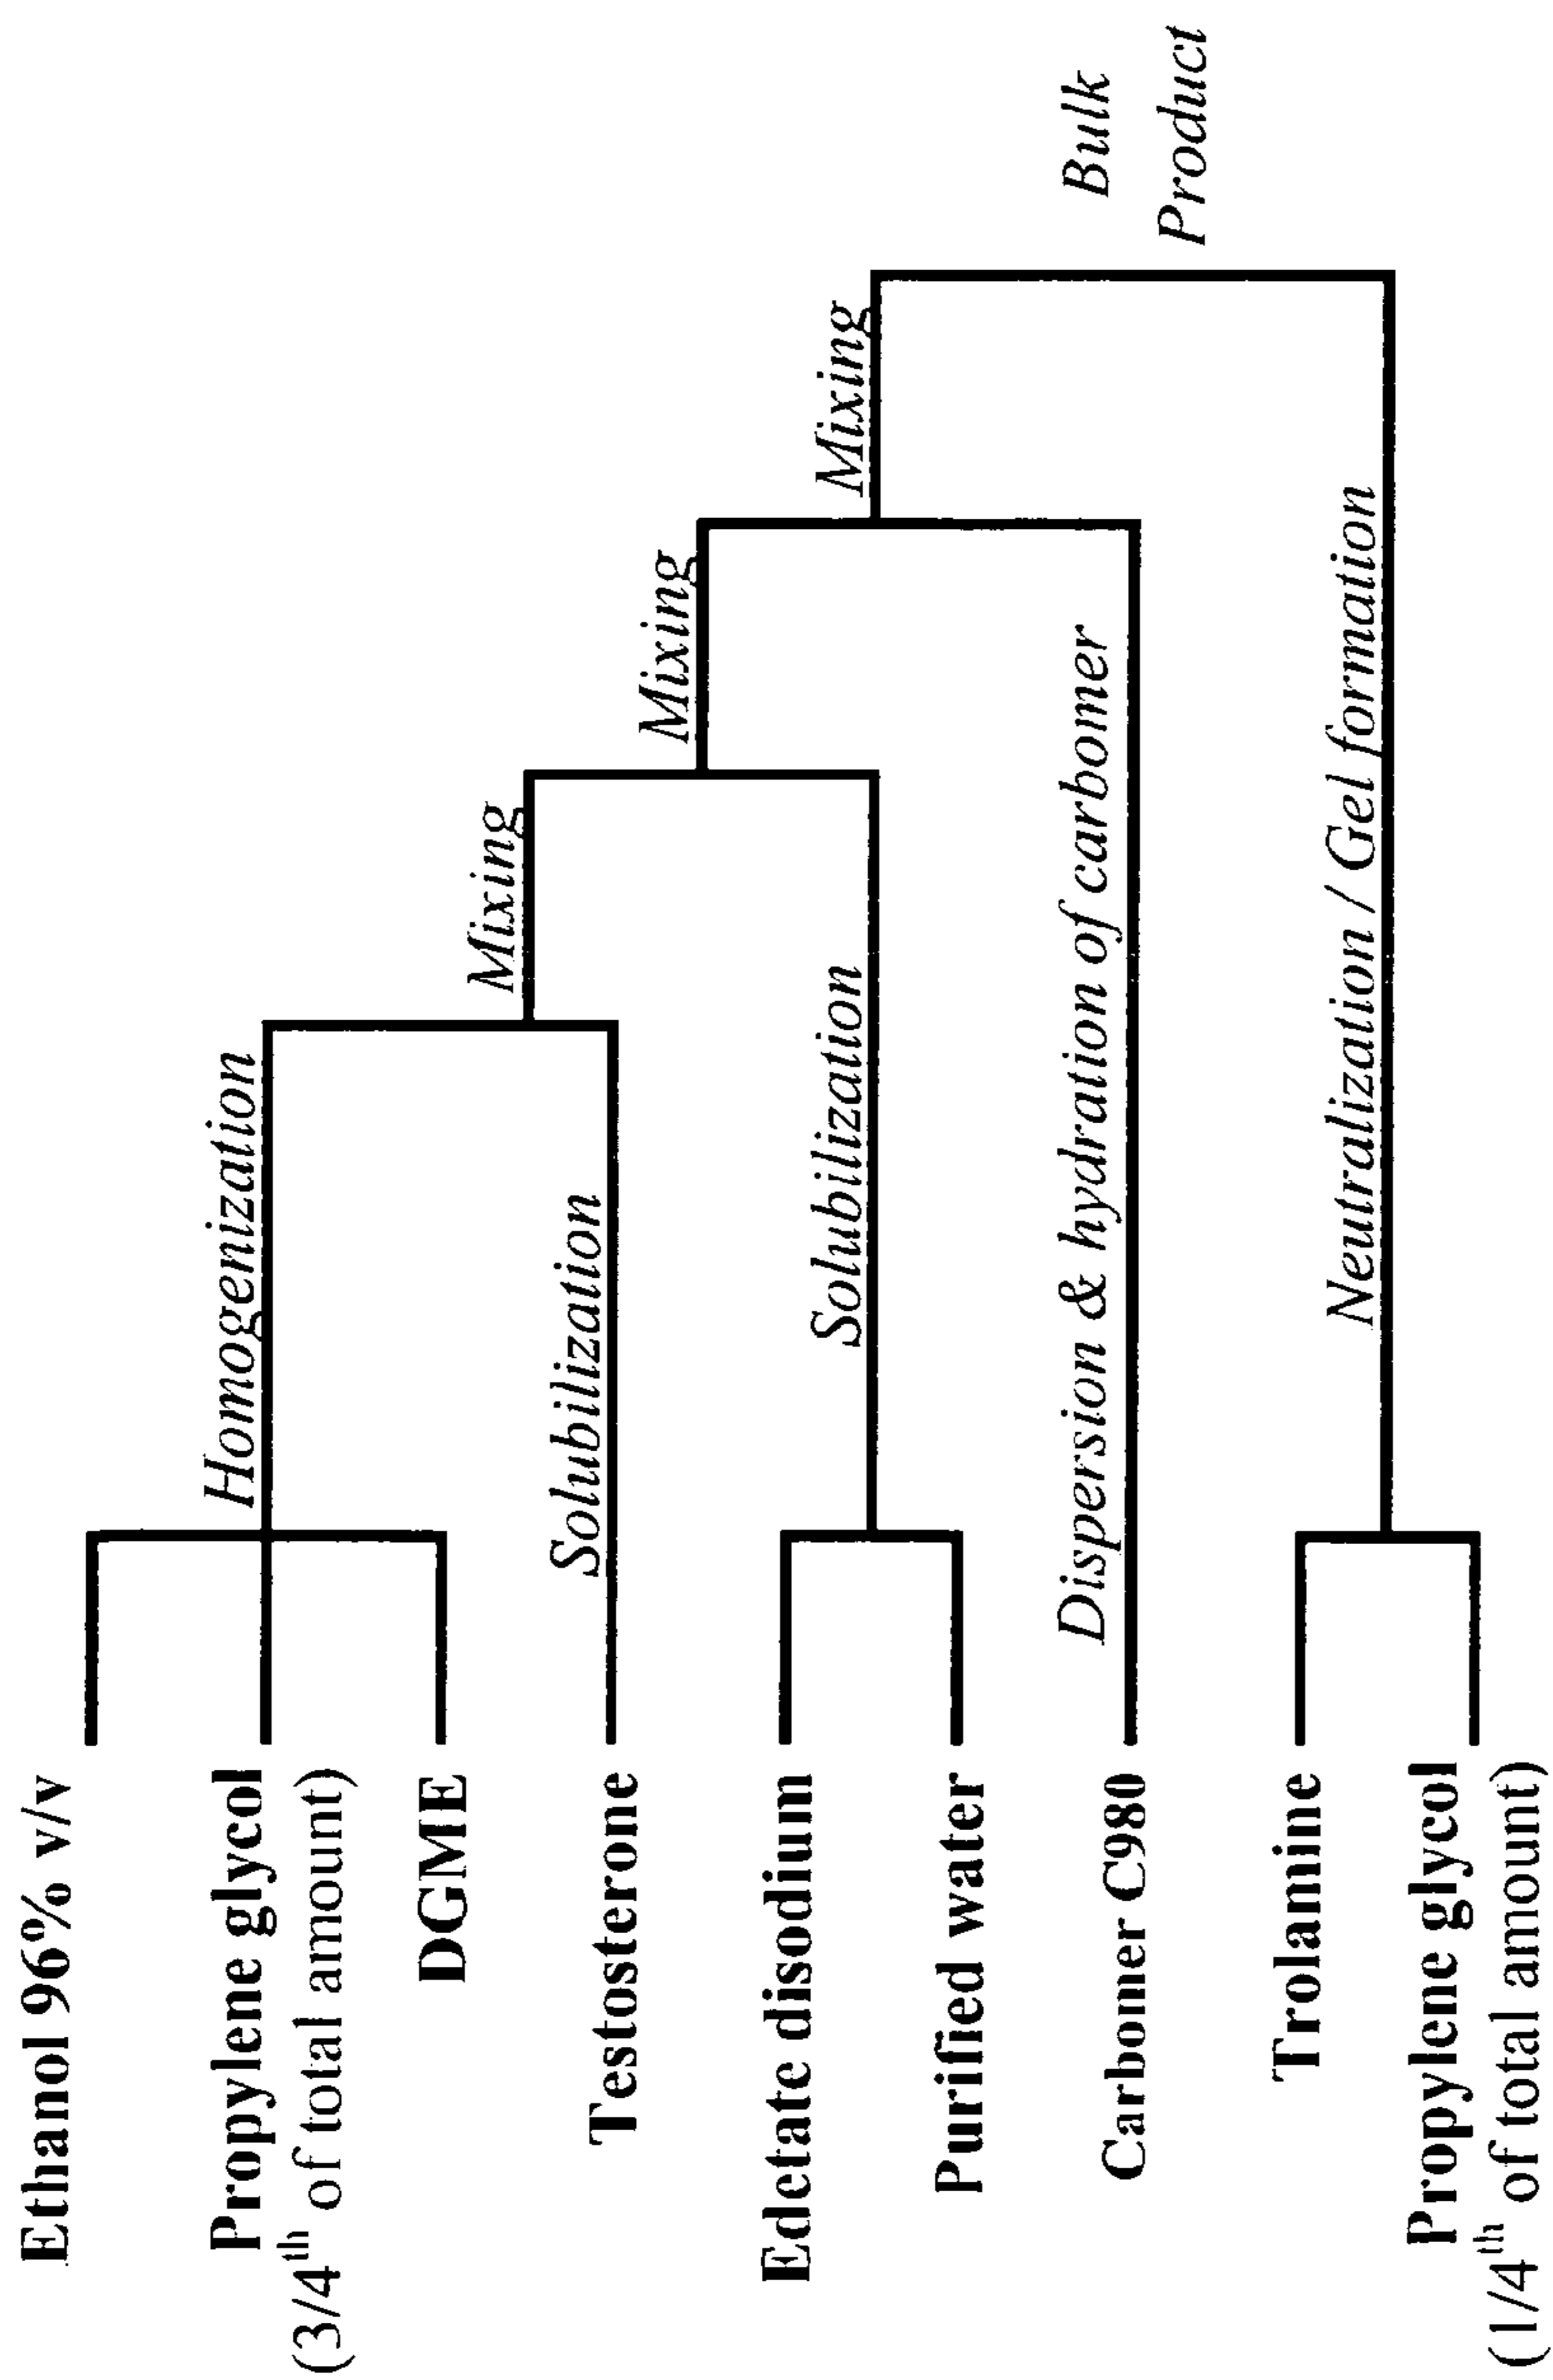 Ethanol 96% v/v
Propylene glycol
(3/4th of total amount)
DGME
Testosterone
Edetate disodium
Purified water
Carbomer C980
Trolamine
Propylene glycol
(1/4th of total amount)
Homogenization
Solubilization
Mixing
Solubilization
Mixing
Dispersion & hydration of carbomer
Mixing
Neutralization / Gel formation
Bulk
Product